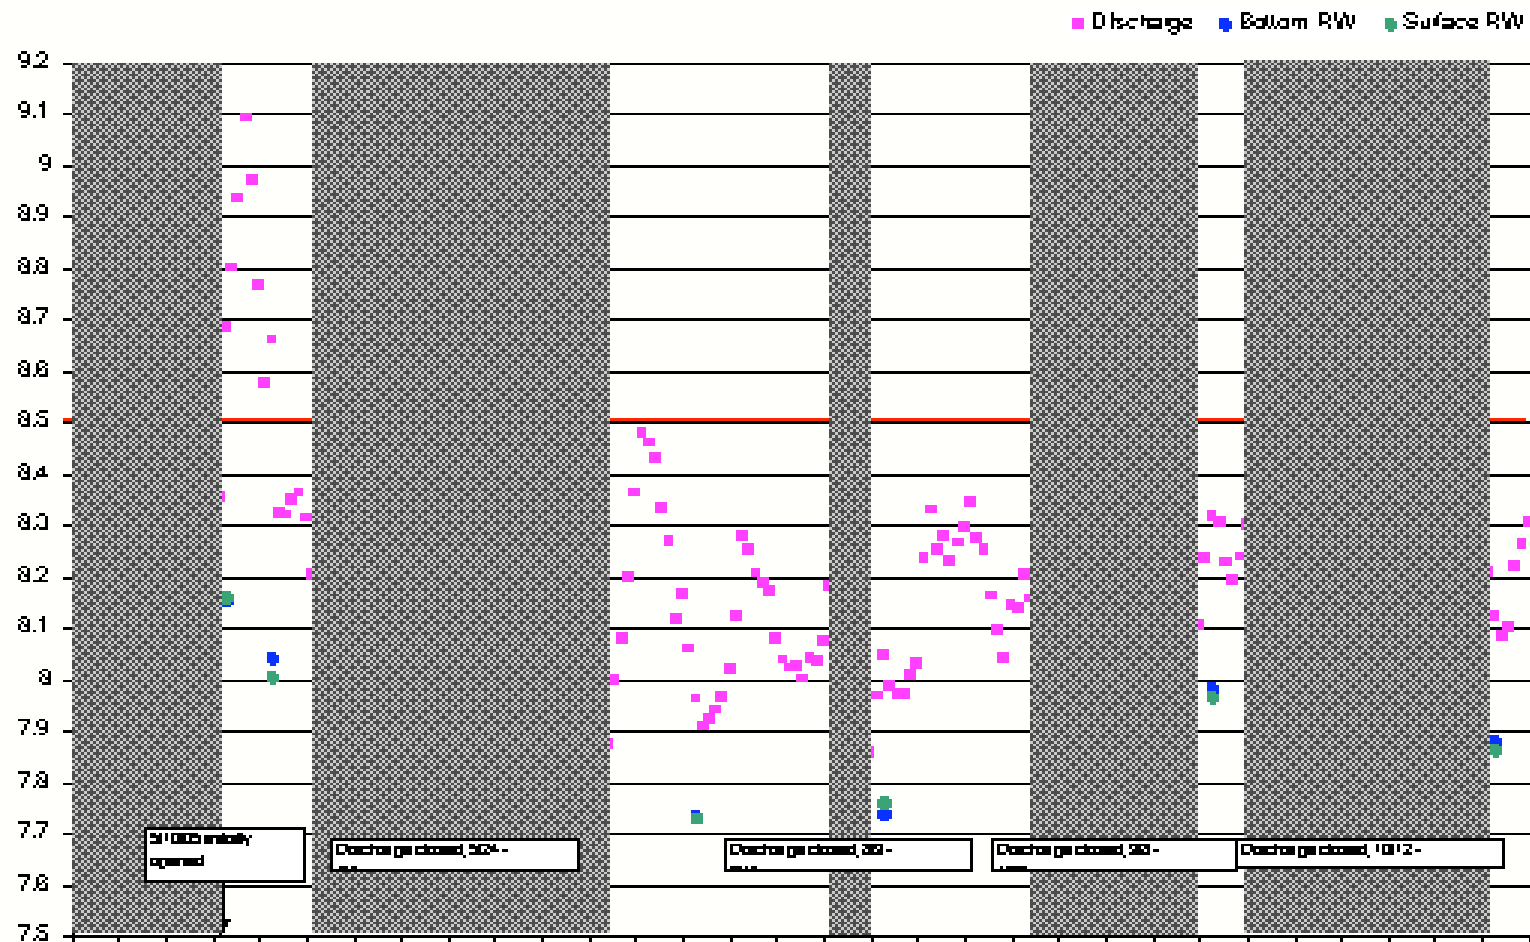 Discharge Bottom RW Surface RW
9.2
9.1
9
8.9
8.8
8.7
8.6
8.5
8.4
8.3
8.2
8.1
8
7.9
7.8
7.7
7.6
7.5
initially
opened
Discharge closed,
Discharge closed,
Discharge closed,
Discharge closed,